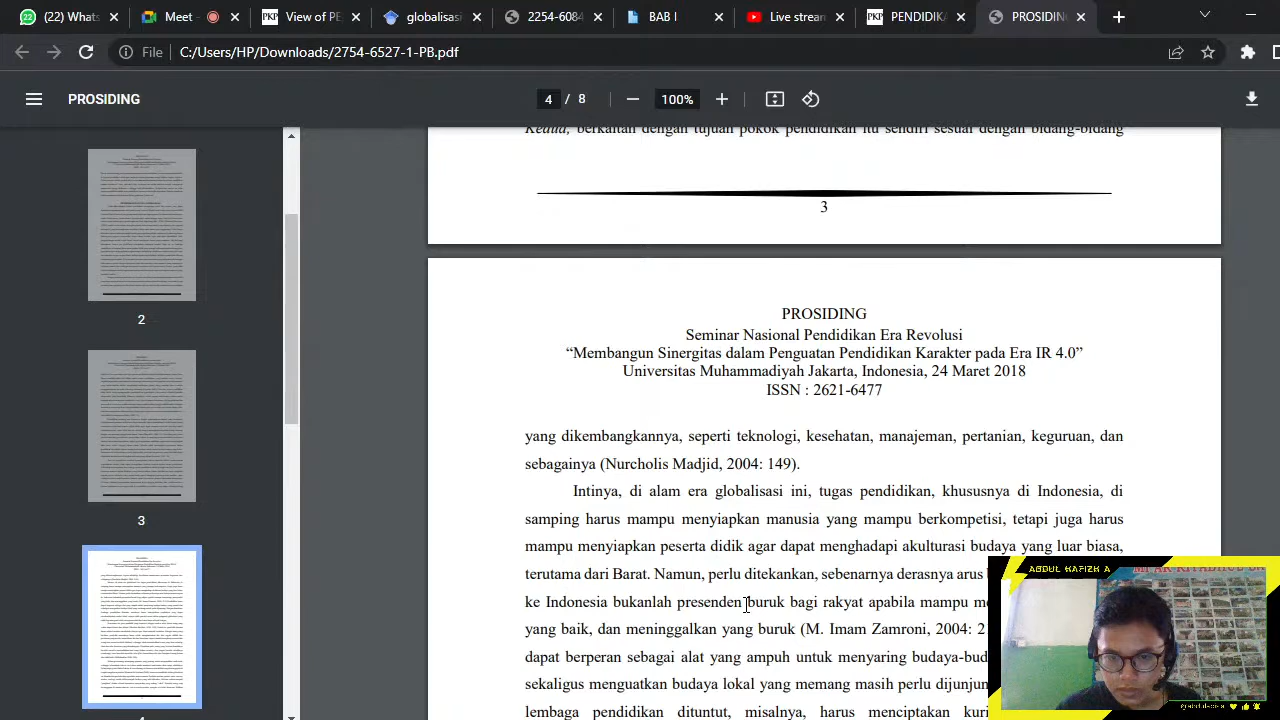 Whats
Meet –
View of PE
Globalisas
2254-608
BAB I
Live stream
PENDIDIKA
PROSIDIN
File
C:/Users/HP/Downloads/2754-6527-1-PB.pdf
PROSIDING
4 / 8
100%
2
3
Kedua, berkaitan dengan tujuan pokok pendidikan itu sendiri sesuai dengan bidang-bidang
3
PROSIDING
Seminar Nasional Pendidikan Era Revolusi
“Membangun Sinergitas dalam Penguatan Pendidikan Karakter pada Era IR 4.0”
Universitas Muhammadiyah Jakarta, Indonesia, 24 Maret 2018
ISSN : 2621-6477
yang dikembangkannya, seperti teknologi, kesehatan, manajeman, pertanian, keguruan, dan
sebagainya (Nurcholis Madjid, 2004: 149)
Intinya, di alam era globalisasi ini, tugas pendidikan, khususnya di Indonesia, di
samping harus mampu menyiapkan manusia yang mampu berkompetisi, tetapi juga harus
mampu menyiapkan peserta didik agar dapat menghadapi akulturasi budaya yang luar biasa,
terutama dari Barat. Namun, perlu ditekankan, sebenarnya derasnya arus
ke Indonesia bukanlah presenden buruk bagi rakyat apabila mampu
yang baik dan meninggalkan yang buruk (M. Imam Zamroni, 2004:
sebagai alat yang ampuh
sekaligus menguatkan budaya lokal yang memang masih perlu dijunjung
pendidikan dituntut, misalnya, harus menciptakan
ABDUL HAFIZH A